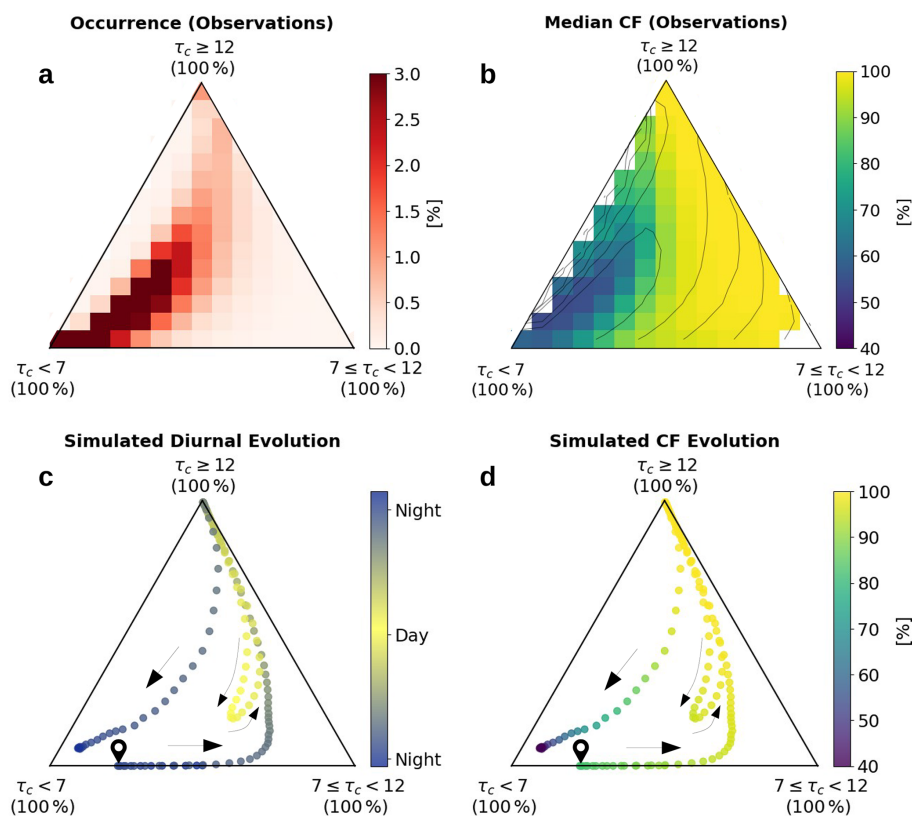 Occurrence (Observations)
τc ≥ 12
(100 %)
a
3.0
2.5
2.0
1.5
1.0
0.5
0.0
[%]
τc < 7
(100 %)
7 ≤ τc < 12
(100 %)
Median CF (Observations)
τc ≥ 12
(100 %)
b
100
90
80
70
60
50
40
[%]
τc < 7
(100 %)
7 ≤ τc < 12
(100 %)
Simulated Diurnal Evolution
τc ≥ 12
(100 %)
c
Night
Day
Night
τc < 7
(100 %)
7 ≤ τc < 12
(100 %)
Simulated CF Evolution
τc ≥ 12
(100 %)
d
100
90
80
70
60
50
40
[%]
τc < 7
(100 %)
7 ≤ τc < 12
(100 %)